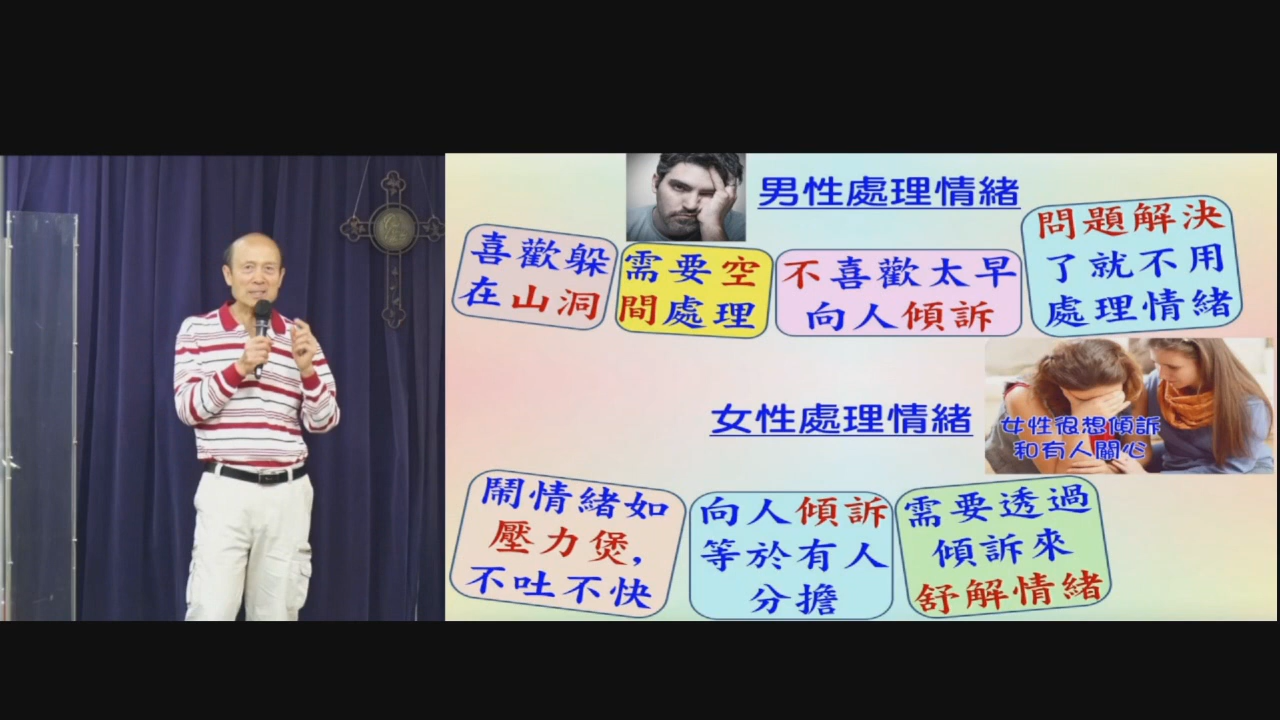 男性處理情緒
喜歡躲
在山洞
需要空
間處理
不喜歡太早
向人傾訴
問題解決
了就不用
處理情緒
女性處理情緒
女性很想傾訴
和有人關心
鬧情緒如
壓力煲,
不吐不快
向人傾訴
等於有人
分擔
需要透過
傾訴來
舒解情緒